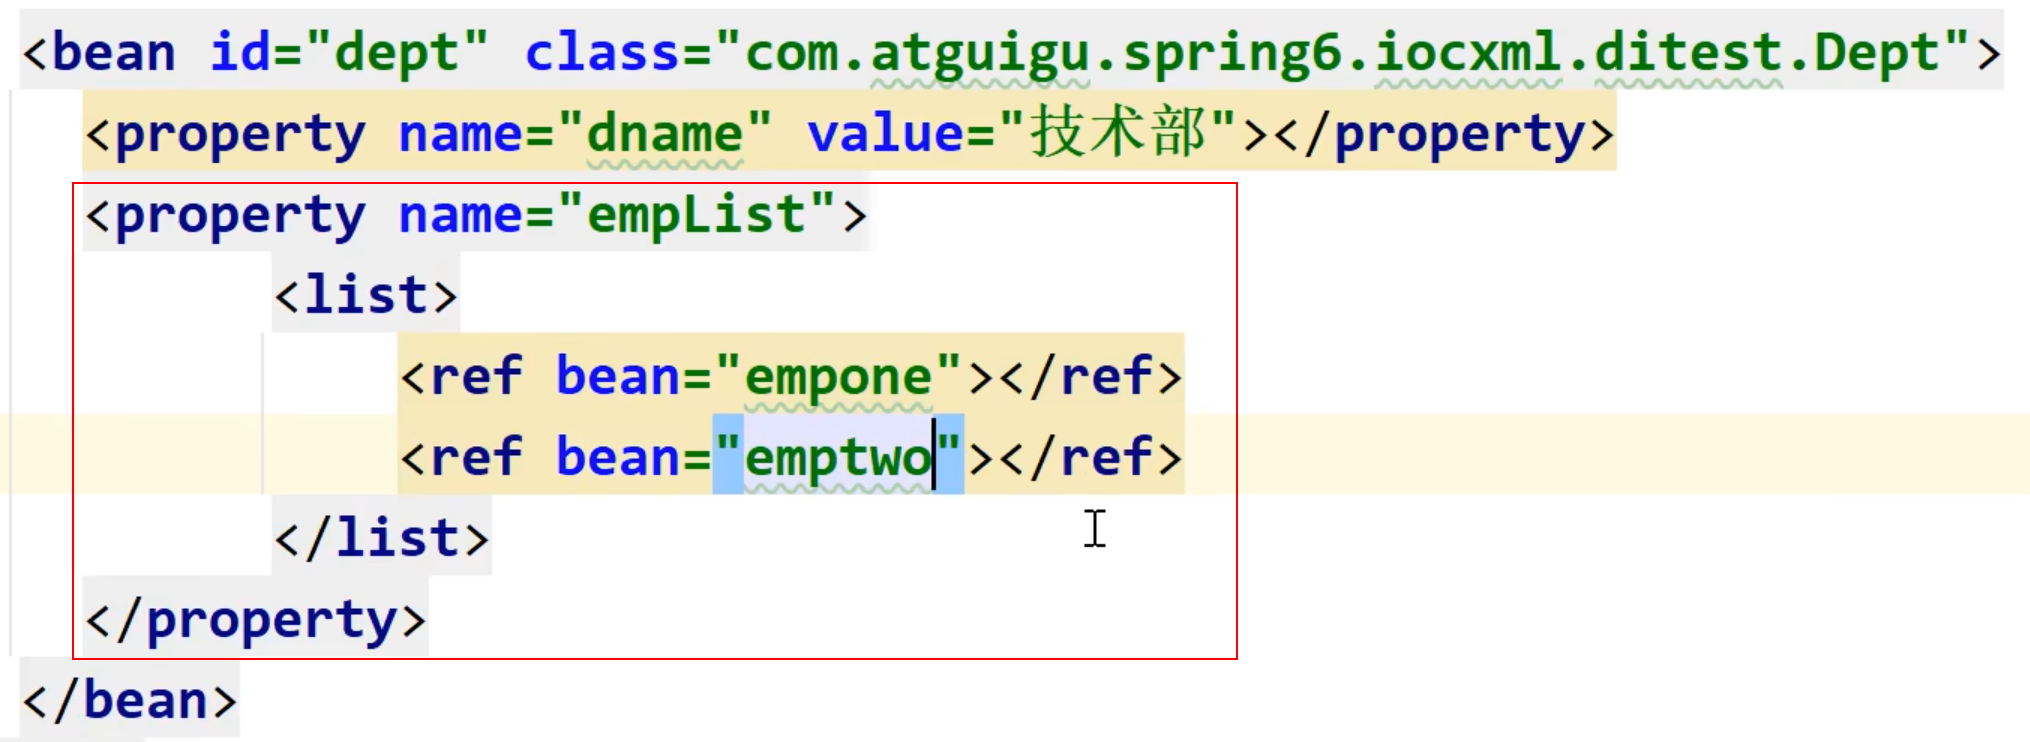 <bean id="dept" class="com.atguigu.spring6.iocxml.ditest.Dept">
<property name="dname" value="技术部"></property>
<property name="empList">
<list>
<ref bean="empone"></ref>
<ref bean="emptwo"></ref>
</list>
</property>
</bean>